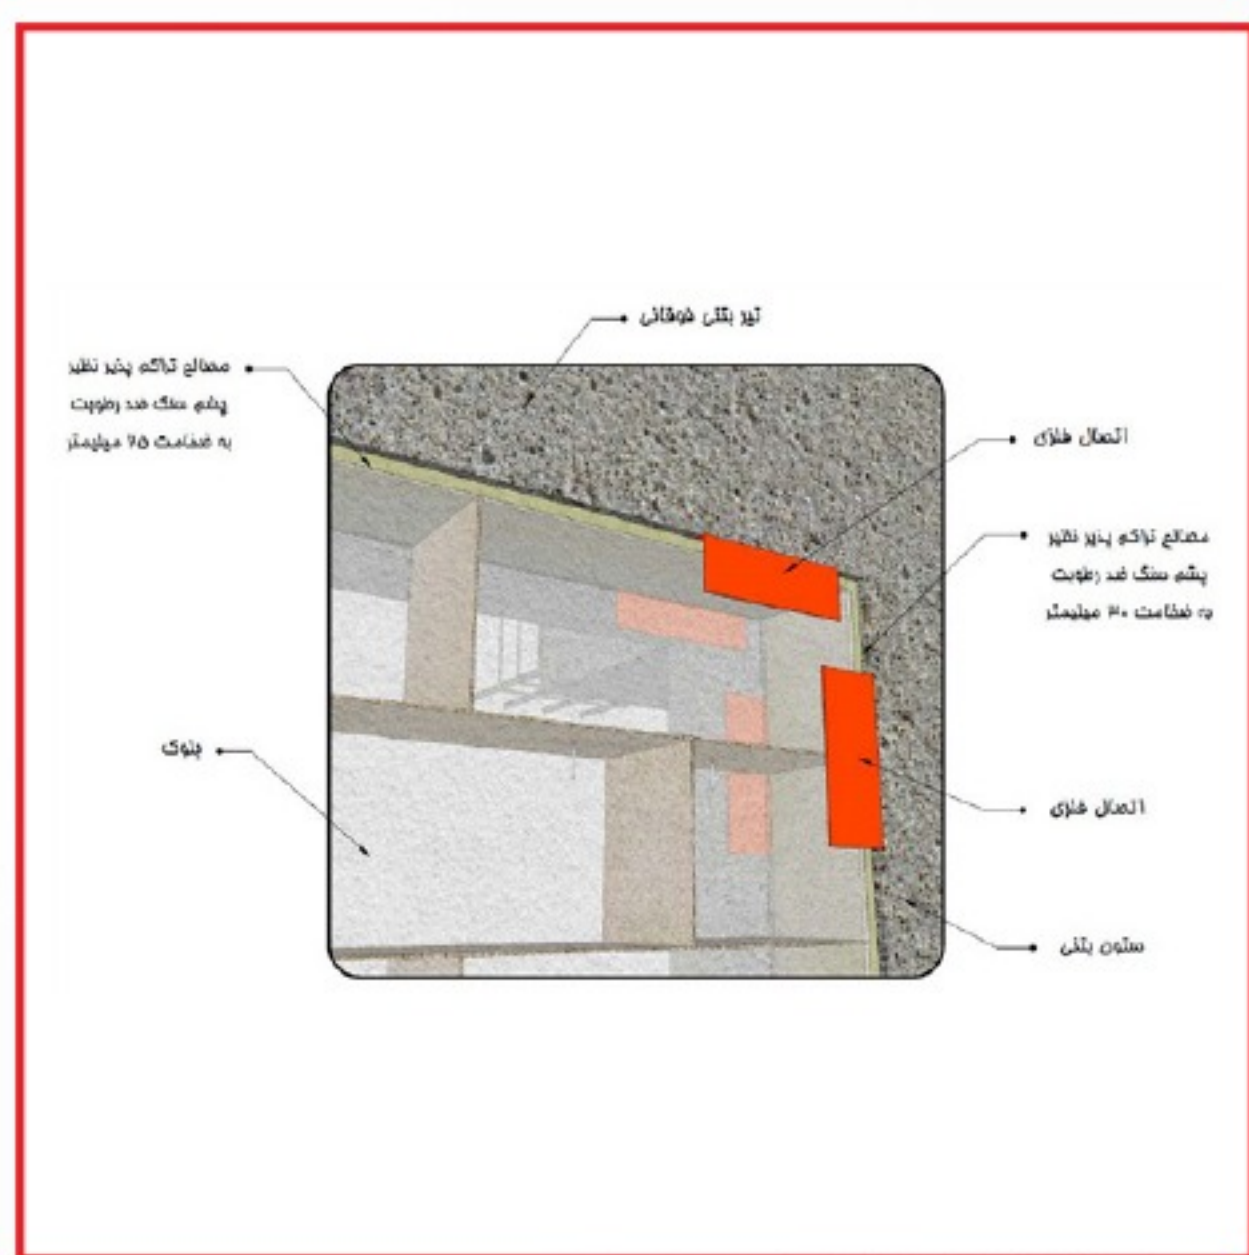 تیر بتنی فوقانی
مصالح تراکم پذیر نظیر
پشم سنگ ضد رطوبت
به ضخامت ۲۵ میلیمتر
اتصال فلزی
مصالح تراکم پذیر نظیر
پشم سنگ ضد رطوبت
به ضخامت ۳۰ میلیمتر
بلوک
اتصال فلزی
ستون بتنی